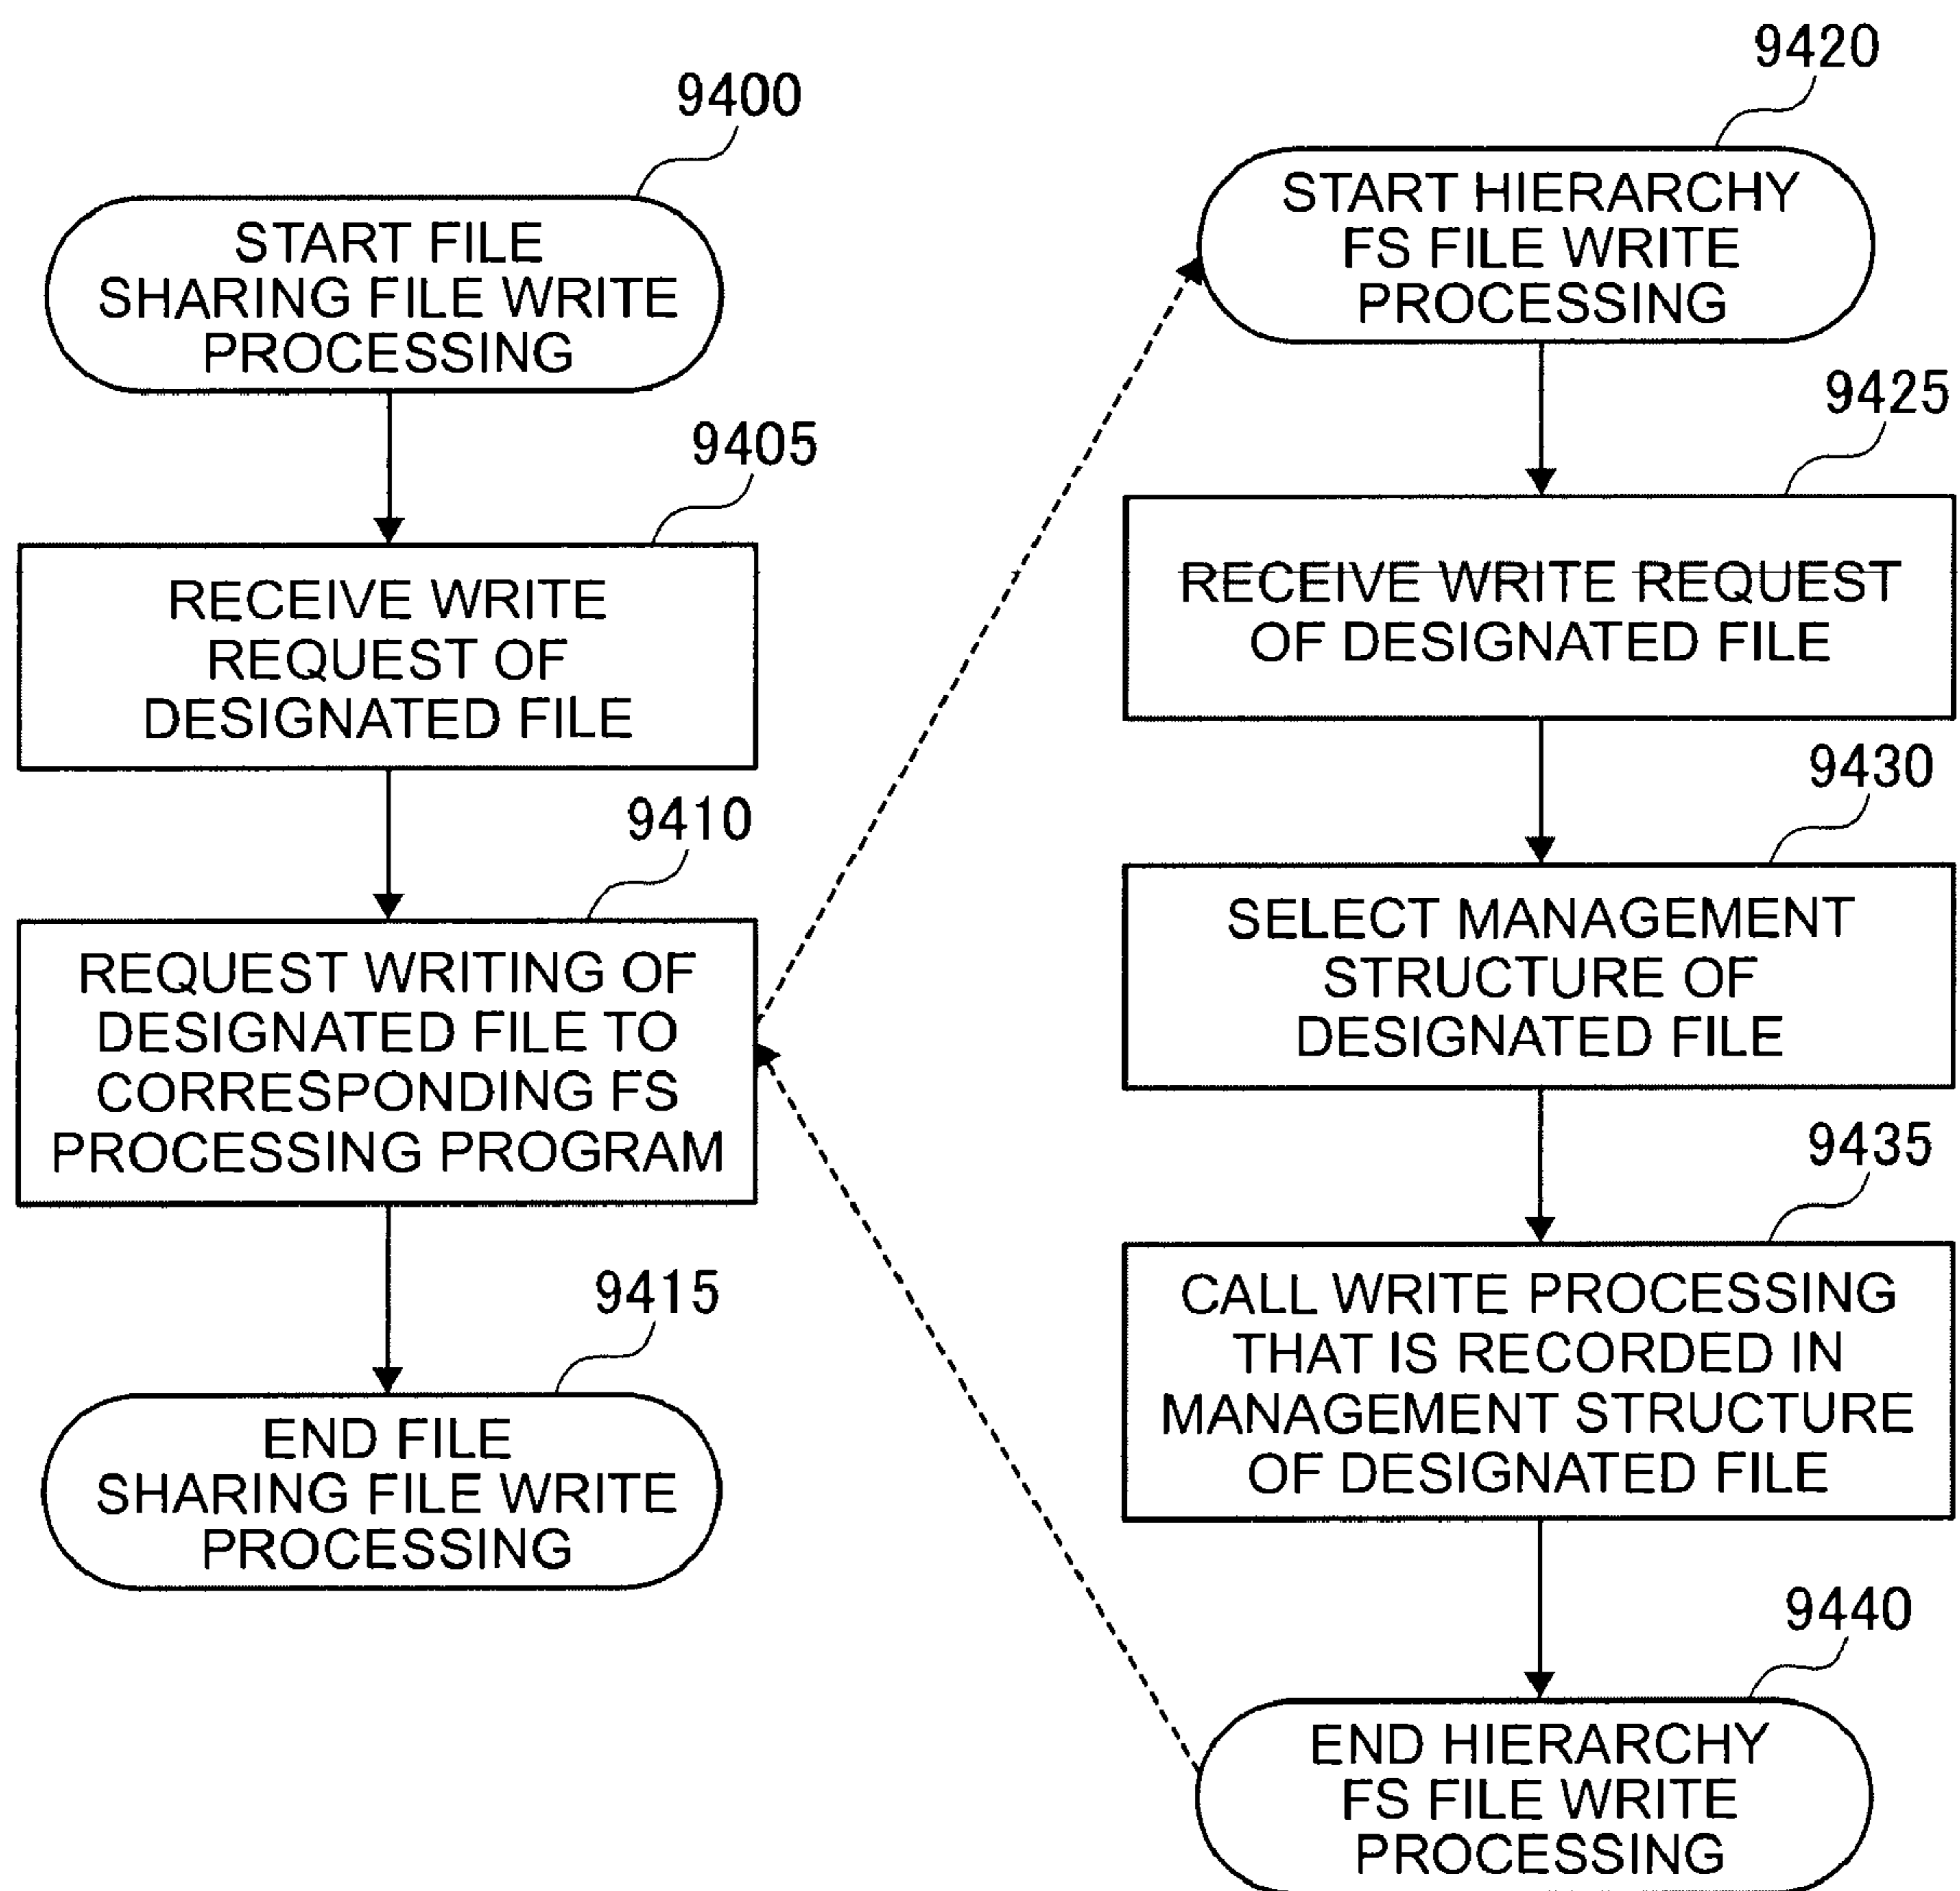 9400
START FILE
SHARING FILE WRITE
PROCESSING
9405
RECEIVE WRITE
REQUEST OF
DESIGNATED FILE
9410
REQUEST WRITING OF
DESIGNATED FILE TO
CORRESPONDING FS
PROCESSING PROGRAM
9415
END FILE
SHARING FILE WRITE
PROCESSING
9420
START HIERARCHY
FS FILE WRITE
PROCESSING
9425
RECEIVE WRITE REQUEST
OF DESIGNATED FILE
9430
SELECT MANAGEMENT
STRUCTURE OF
DESIGNATED FILE
9435
CALL WRITE PROCESSING
THAT IS RECORDED IN
MANAGEMENT STRUCTURE
OF DESIGNATED FILE
9440
END HIERARCHY
FS FILE WRITE
PROCESSING